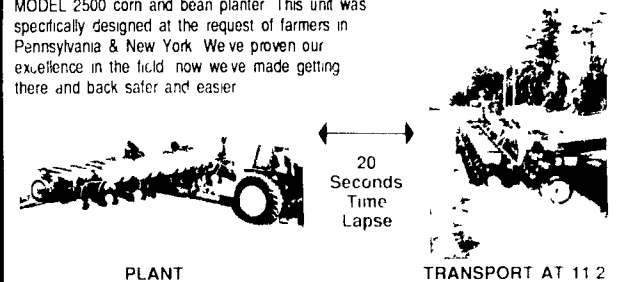 MODEL 2500 corn and bean planter This unit was
specifically designed at the request of farmers in
Pennsylvania & New York We ve proven our
excellence in the field now we ve made getting
there and back safer and easier
20
Seconds
Time
Lapse
PLANT
TRANSPORT AT 11 2